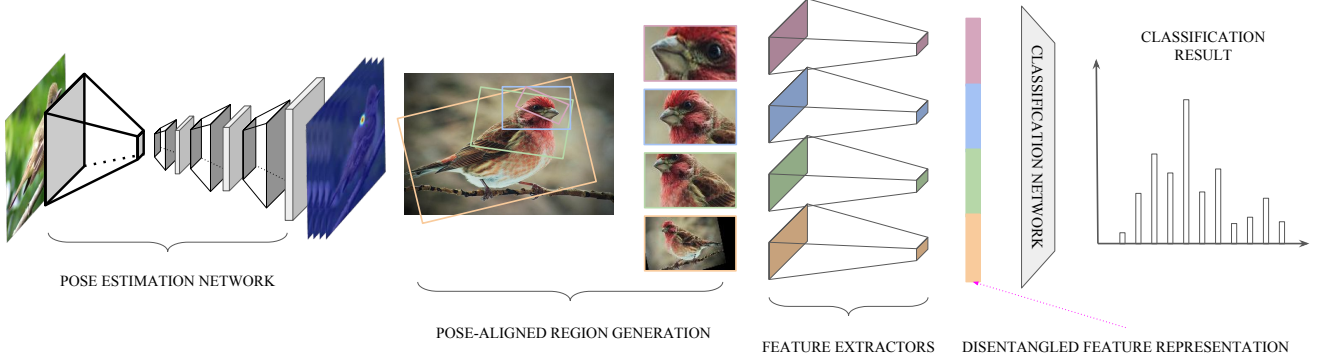 POSE ESTIMATION NETWORK
POSE-ALIGNED REGION GENERATION
FEATURE EXTRACTORS
DISENTANGLED FEATURE REPRESENTATION
CLASSIFICATION NETWORK
CLASSIFICATION
RESULT